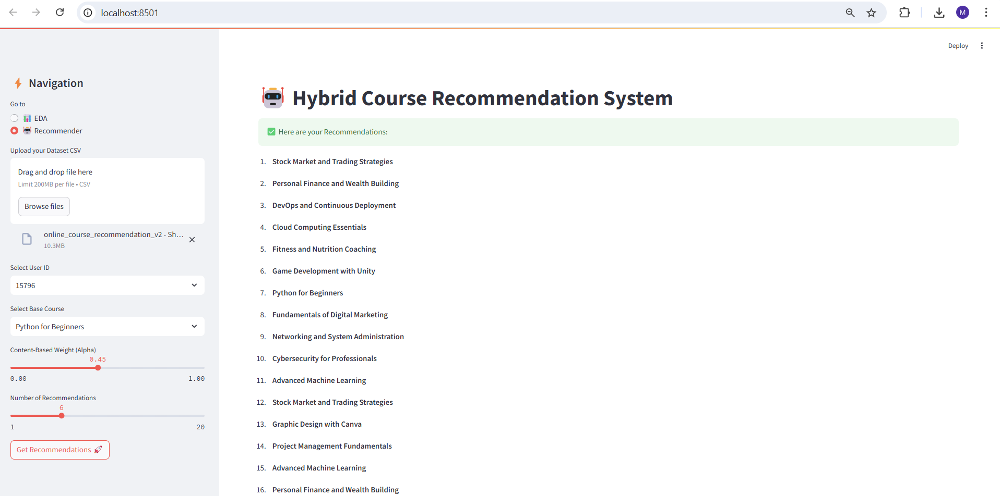 localhost:8501
M
Deploy
⚡ Navigation
Go to
📊 EDA
🤖 Recommender
Upload your Dataset CSV
Drag and drop file here
Limit 200MB per file • CSV
Browse files
online_course_recommendation_v2 - Sh...
10.3MB
Select User ID
15796
Select Base Course
Python for Beginners
Content-Based Weight (Alpha)
0.45
0.00 1.00
Number of Recommendations
6
1 20
Get Recommendations 🚀
🤖 Hybrid Course Recommendation System
✅ Here are your Recommendations:
1. Stock Market and Trading Strategies
2. Personal Finance and Wealth Building
3. DevOps and Continuous Deployment
4. Cloud Computing Essentials
5. Fitness and Nutrition Coaching
6. Game Development with Unity
7. Python for Beginners
8. Fundamentals of Digital Marketing
9. Networking and System Administration
10. Cybersecurity for Professionals
11. Advanced Machine Learning
12. Stock Market and Trading Strategies
13. Graphic Design with Canva
14. Project Management Fundamentals
15. Advanced Machine Learning
16. Personal Finance and Wealth Building